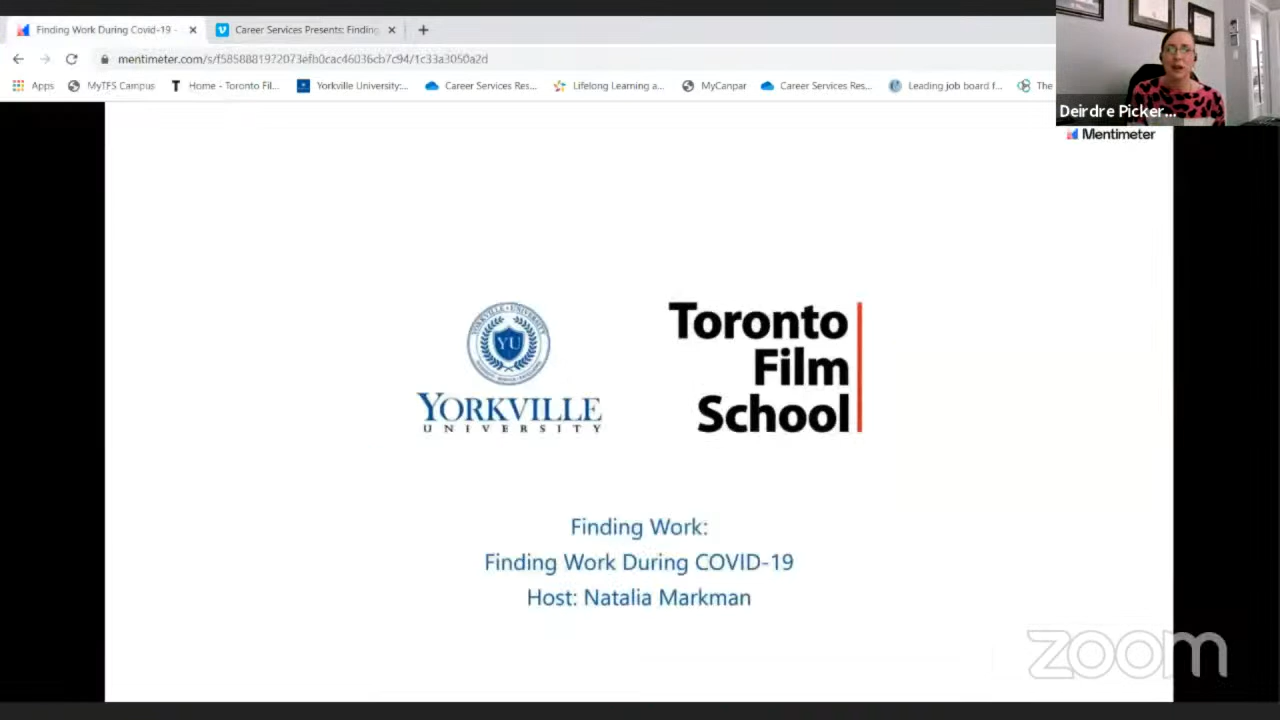 Finding Work During Covid-19 -
Career Services Presents: Finding
mentimeter.com/s/f5858881972073efb0cac46036cb7c94/1c33a3050a2d
Apps
MyTFS Campus
Home - Toronto Fil...
Yorkville University:...
Career Services Res...
Lifelong Learning a...
MyCanpar
Career Services Res...
Leading job board f...
The
Deirdre Picker...
Mentimeter
YORKVILLE UNIVERSITY
YU
YORKVILLE
UNIVERSITY
Toronto
Film
School
Finding Work:
Finding Work During COVID-19
Host: Natalia Markman
zoom